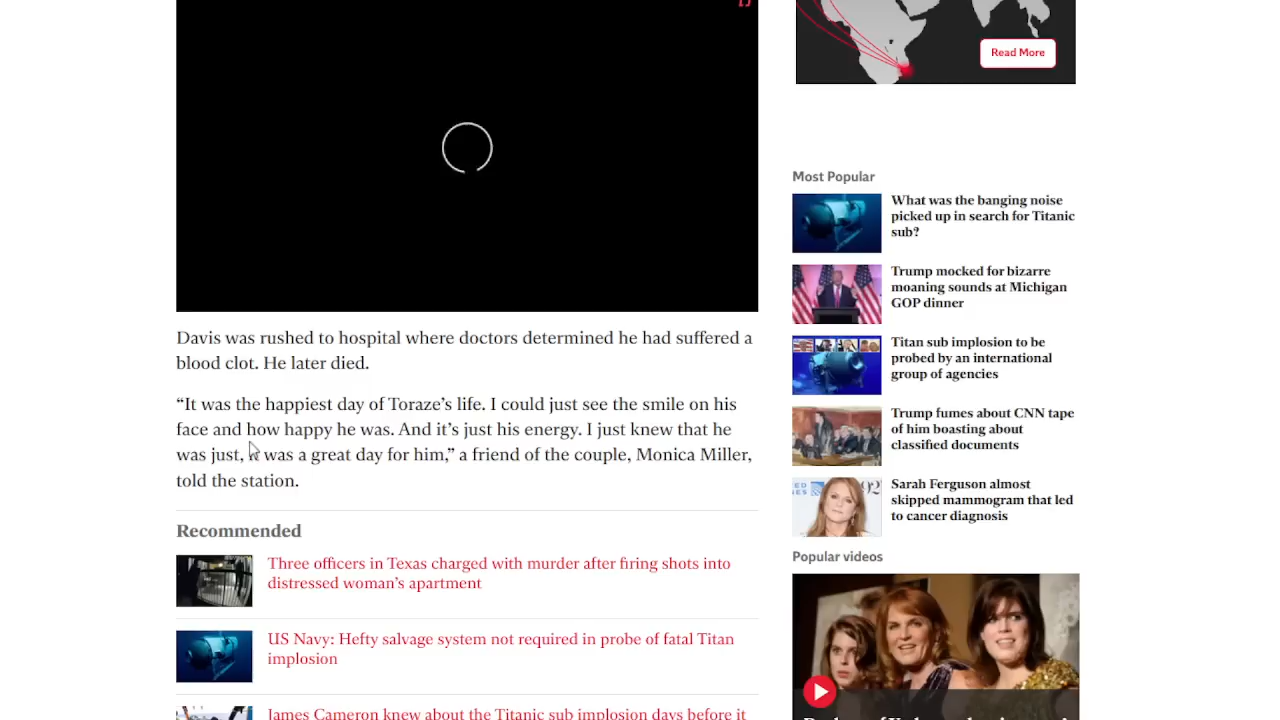 Read More
Davis was rushed to hospital where doctors determined he had suffered a
blood clot. He later died.
“It was the happiest day of Toraze’s life. I could just see the smile on his
face and how happy he was. And it’s just his energy. I just knew that he
was just, it was a great day for him,” a friend of the couple, Monica Miller,
told the station.
Recommended
Three officers in Texas charged with murder after firing shots into
distressed woman’s apartment
US Navy: Hefty salvage system not required in probe of fatal Titan
implosion
James Cameron knew about the Titanic sub implosion days before it
Most Popular
What was the banging noise
picked up in search for Titanic
sub?
Trump mocked for bizarre
moaning sounds at Michigan
GOP dinner
Titan sub implosion to be
probed by an international
group of agencies
Trump fumes about CNN tape
of him boasting about
classified documents
Sarah Ferguson almost
skipped mammogram that led
to cancer diagnosis
Popular videos